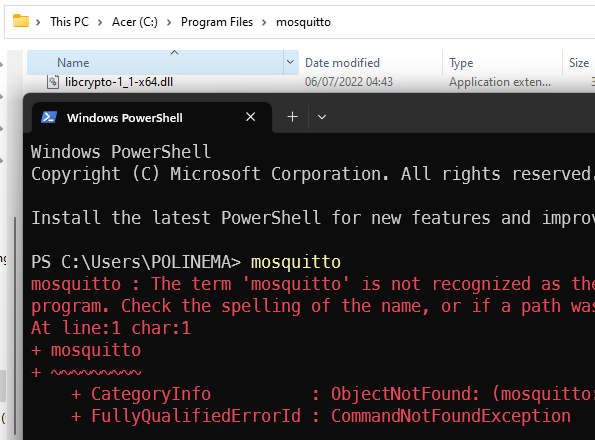 This PC > Acer (C:) > Program Files > mosquitto
Name Date modified Type Size
libcrypto-1_1-x64.dll 06/07/2022 04:43 Application exten...
Windows PowerShell
Windows PowerShell
Copyright (C) Microsoft Corporation. All rights reserved.
Install the latest PowerShell for new features and
PS C:\Users\POLINEMA> mosquitto
mosquitto : The term 'mosquitto' is not recognized as the
program. Check the spelling of the name, or if a path
At line:1 char:1
+ mosquitto
+ ~~~~~~~~~
+ CategoryInfo : ObjectNotFound: (mosquitto:
+ FullyQualifiedErrorId : CommandNotFoundException